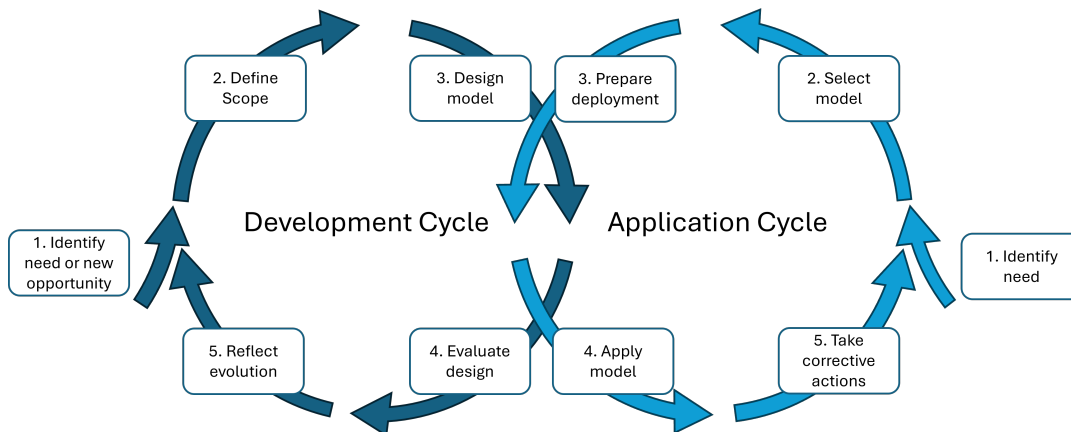 2. Define
Scope
3. Design
model
3. Prepare
deployment
2. Select
model
Development Cycle
Application Cycle
1. Identify
need or new
opportunity
1. Identify
need
5. Reflect
evolution
4. Evaluate
design
4. Apply
model
5. Take
corrective
actions